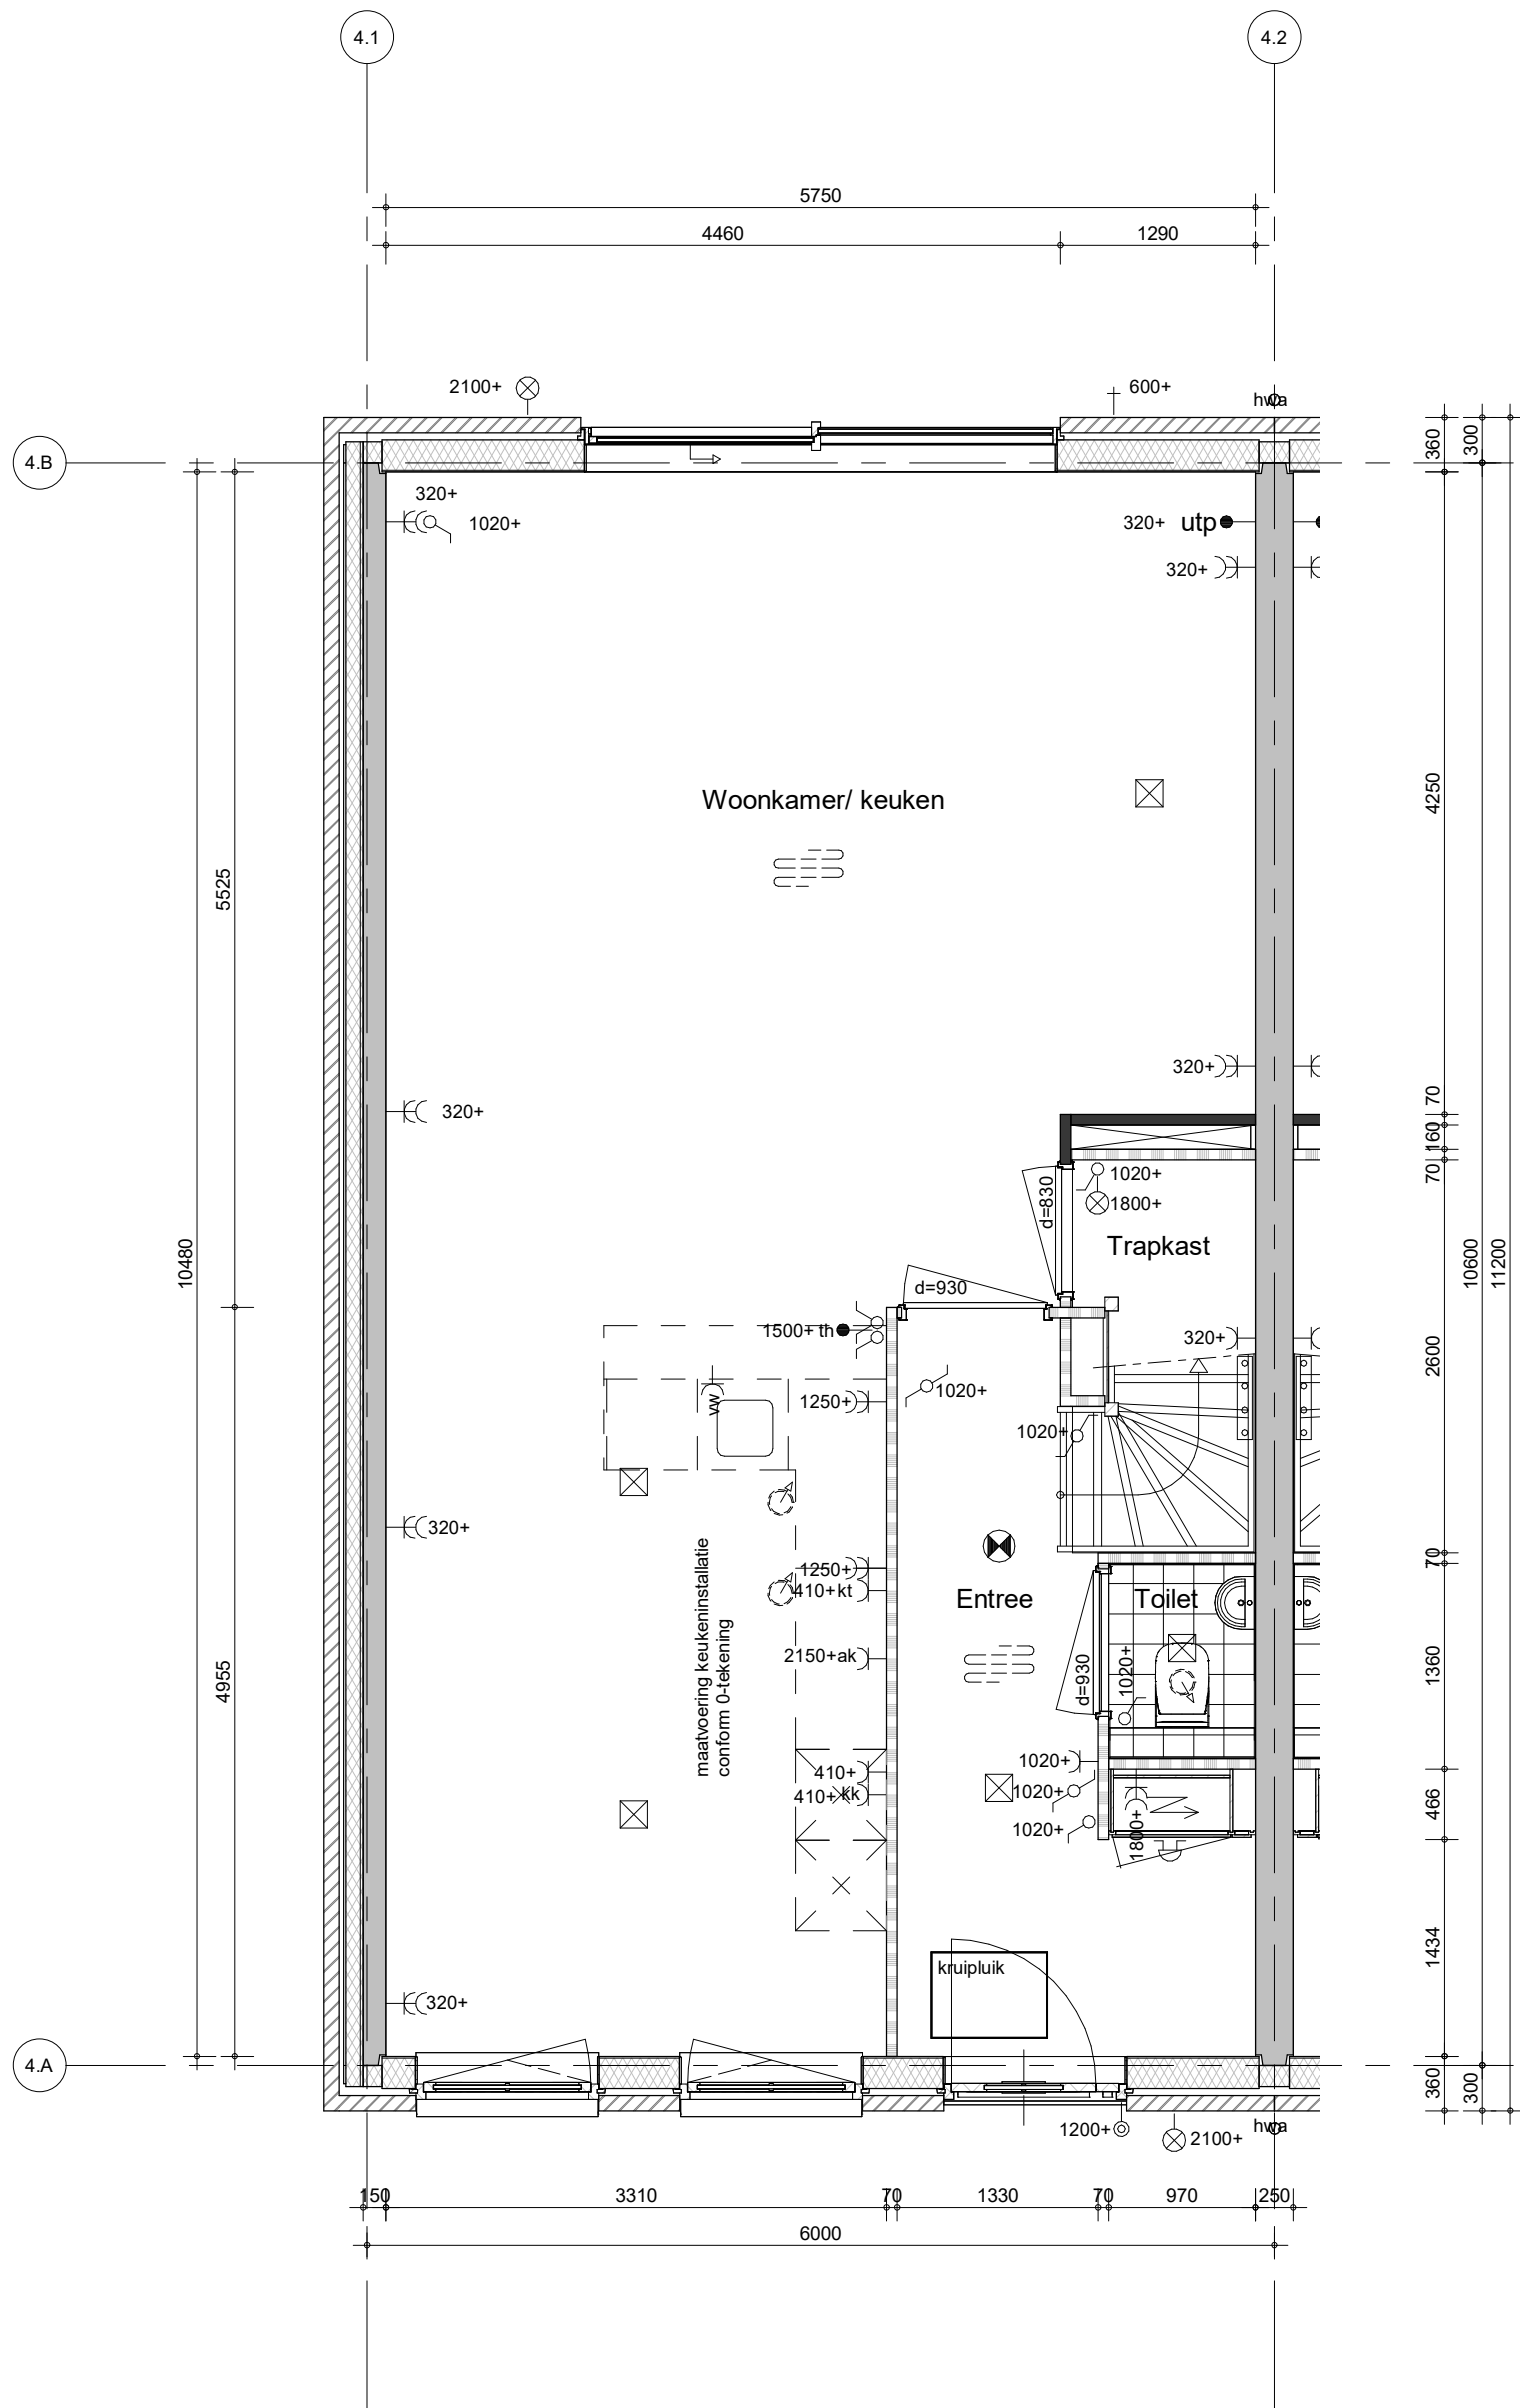 4.1
4.2
5750
4460
1290
2100+
600+
hwa
4.B
360
300
320+
1020+
320+
utp
320+
Woonkamer/ keuken
4250
5525
320+
320+
70
160
70
1020+
d=830
1800+
Trapkast
10480
10600
11200
d=930
1500+ th
320+
2600
1020+
1250+
vw
1020+
320+
maatvoering keukeninstallatie
conform 0-tekening
1250+
410+kt
70
Entree
Toilet
2150+ak
1020+
d=930
1360
4955
1020+
410+
410+
kk
1020+
466
1020+
1800+
1434
kruipluik
320+
4.A
360
300
1200+
2100+
hwa
150
3310
70
1330
70
970
250
6000